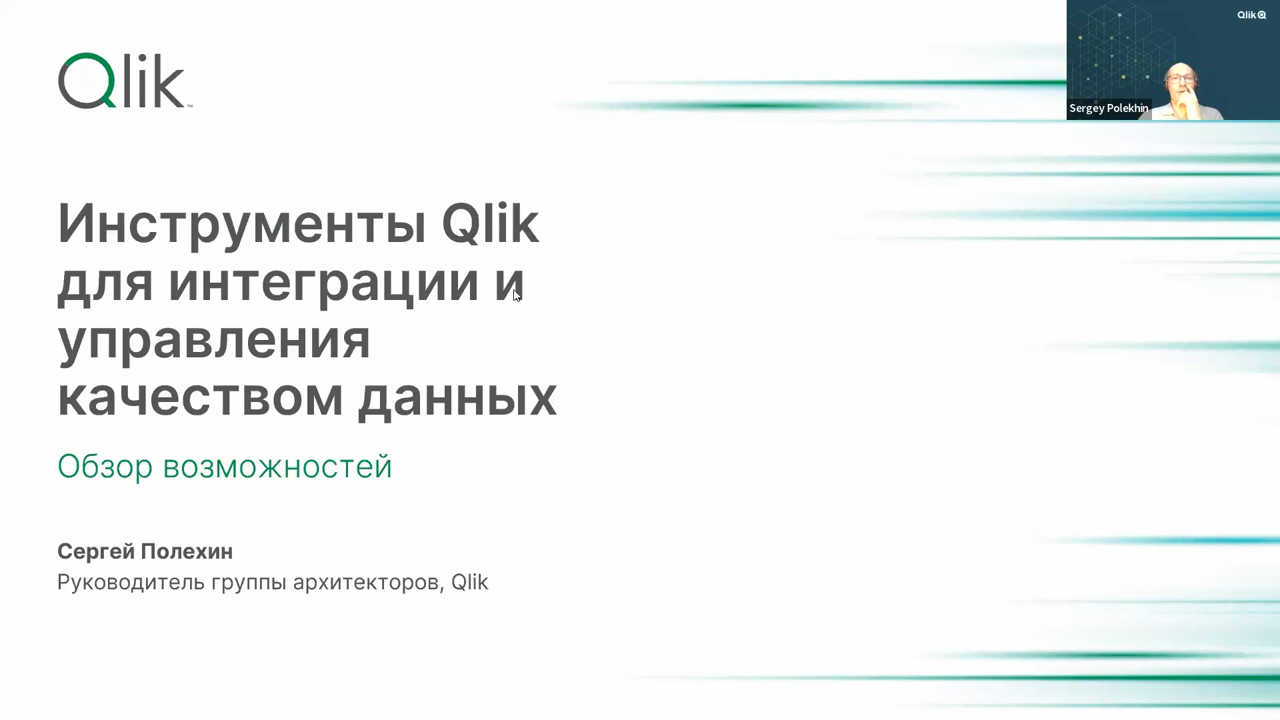 Qlik
Qlik
Sergey Polekhin
Инструменты Qlik
для интеграции и
управления
качеством данных
Обзор возможностей
Сергей Полехин
Руководитель группы архитекторов, Qlik